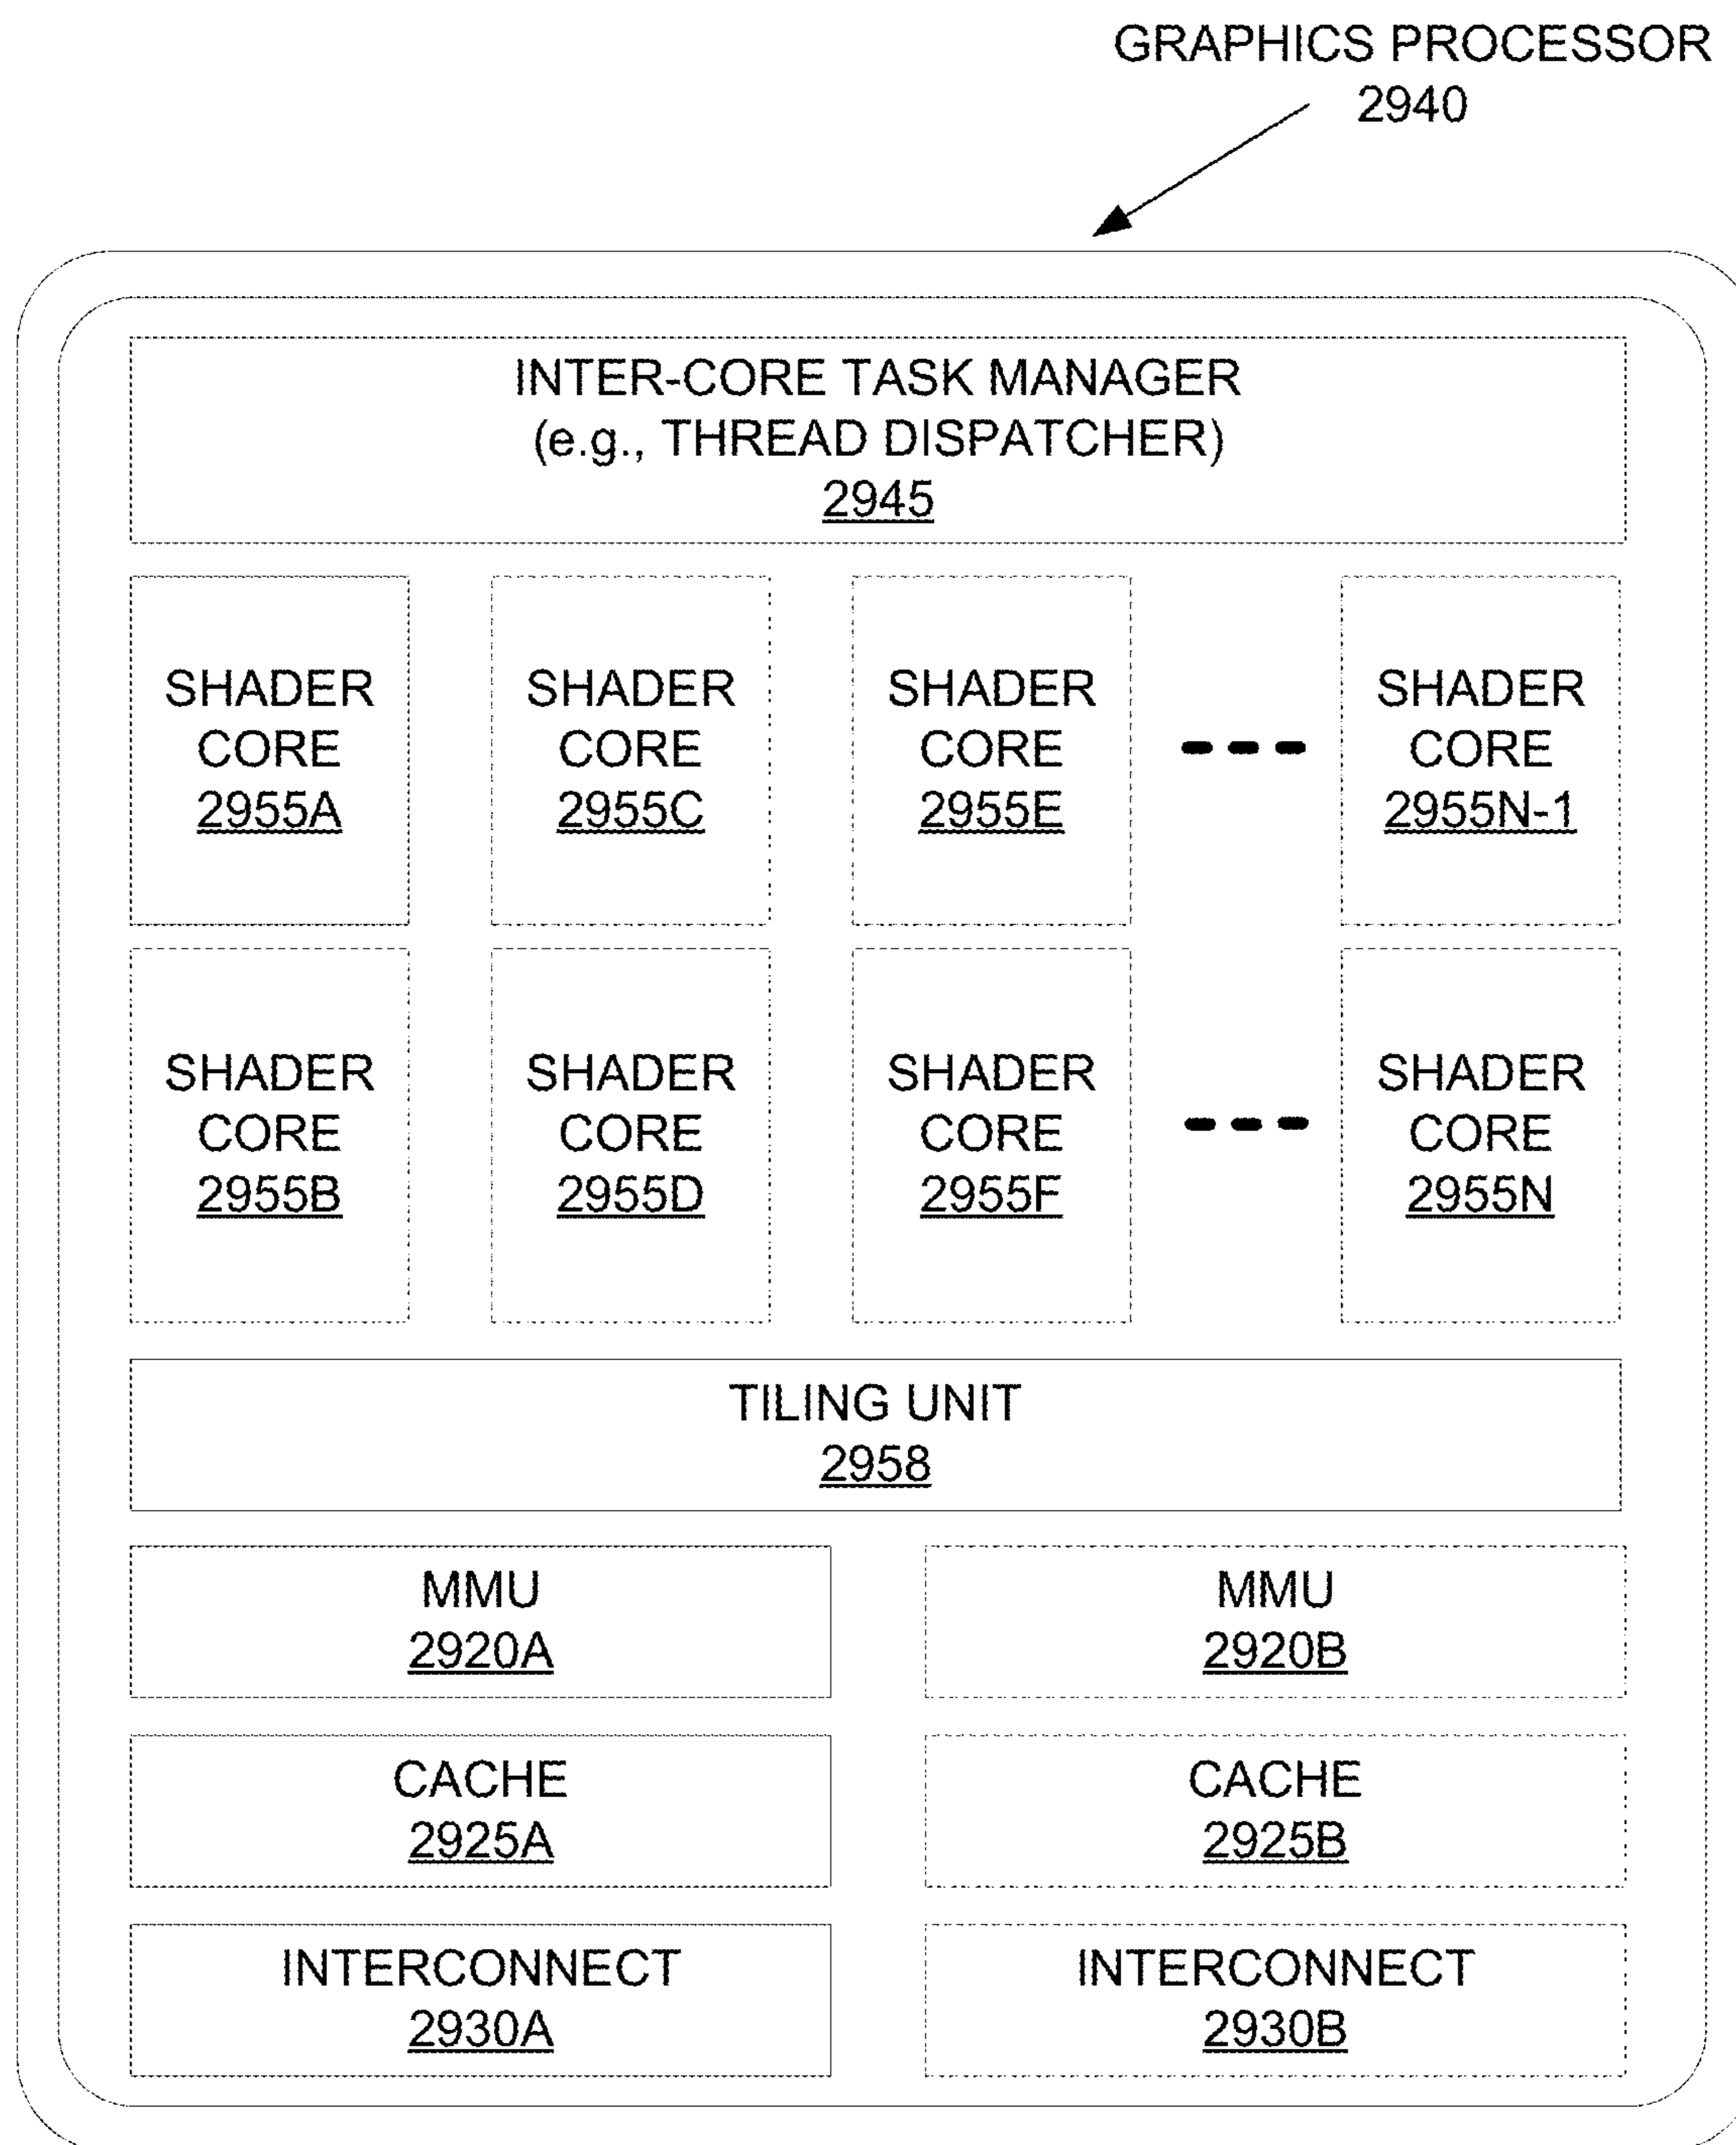 GRAPHICS PROCESSOR
2940
INTER-CORE TASK MANAGER
(e.g., THREAD DISPATCHER)
2945
SHADER
CORE
2955A
SHADER
CORE
2955C
SHADER
CORE
2955E
SHADER
CORE
2955N-1
SHADER
CORE
2955B
SHADER
CORE
2955D
SHADER
CORE
2955F
SHADER
CORE
2955N
TILING UNIT
2958
MMU
2920A
MMU
2920B
CACHE
2925A
CACHE
2925B
INTERCONNECT
2930A
INTERCONNECT
2930B